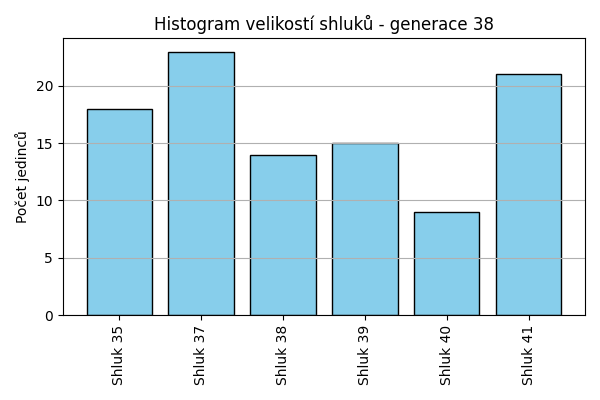 Histogram velikostí shluků - generace 38
Počet jedinců
20
15
10
5
0
Shluk 35
Shluk 37
Shluk 38
Shluk 39
Shluk 40
Shluk 41